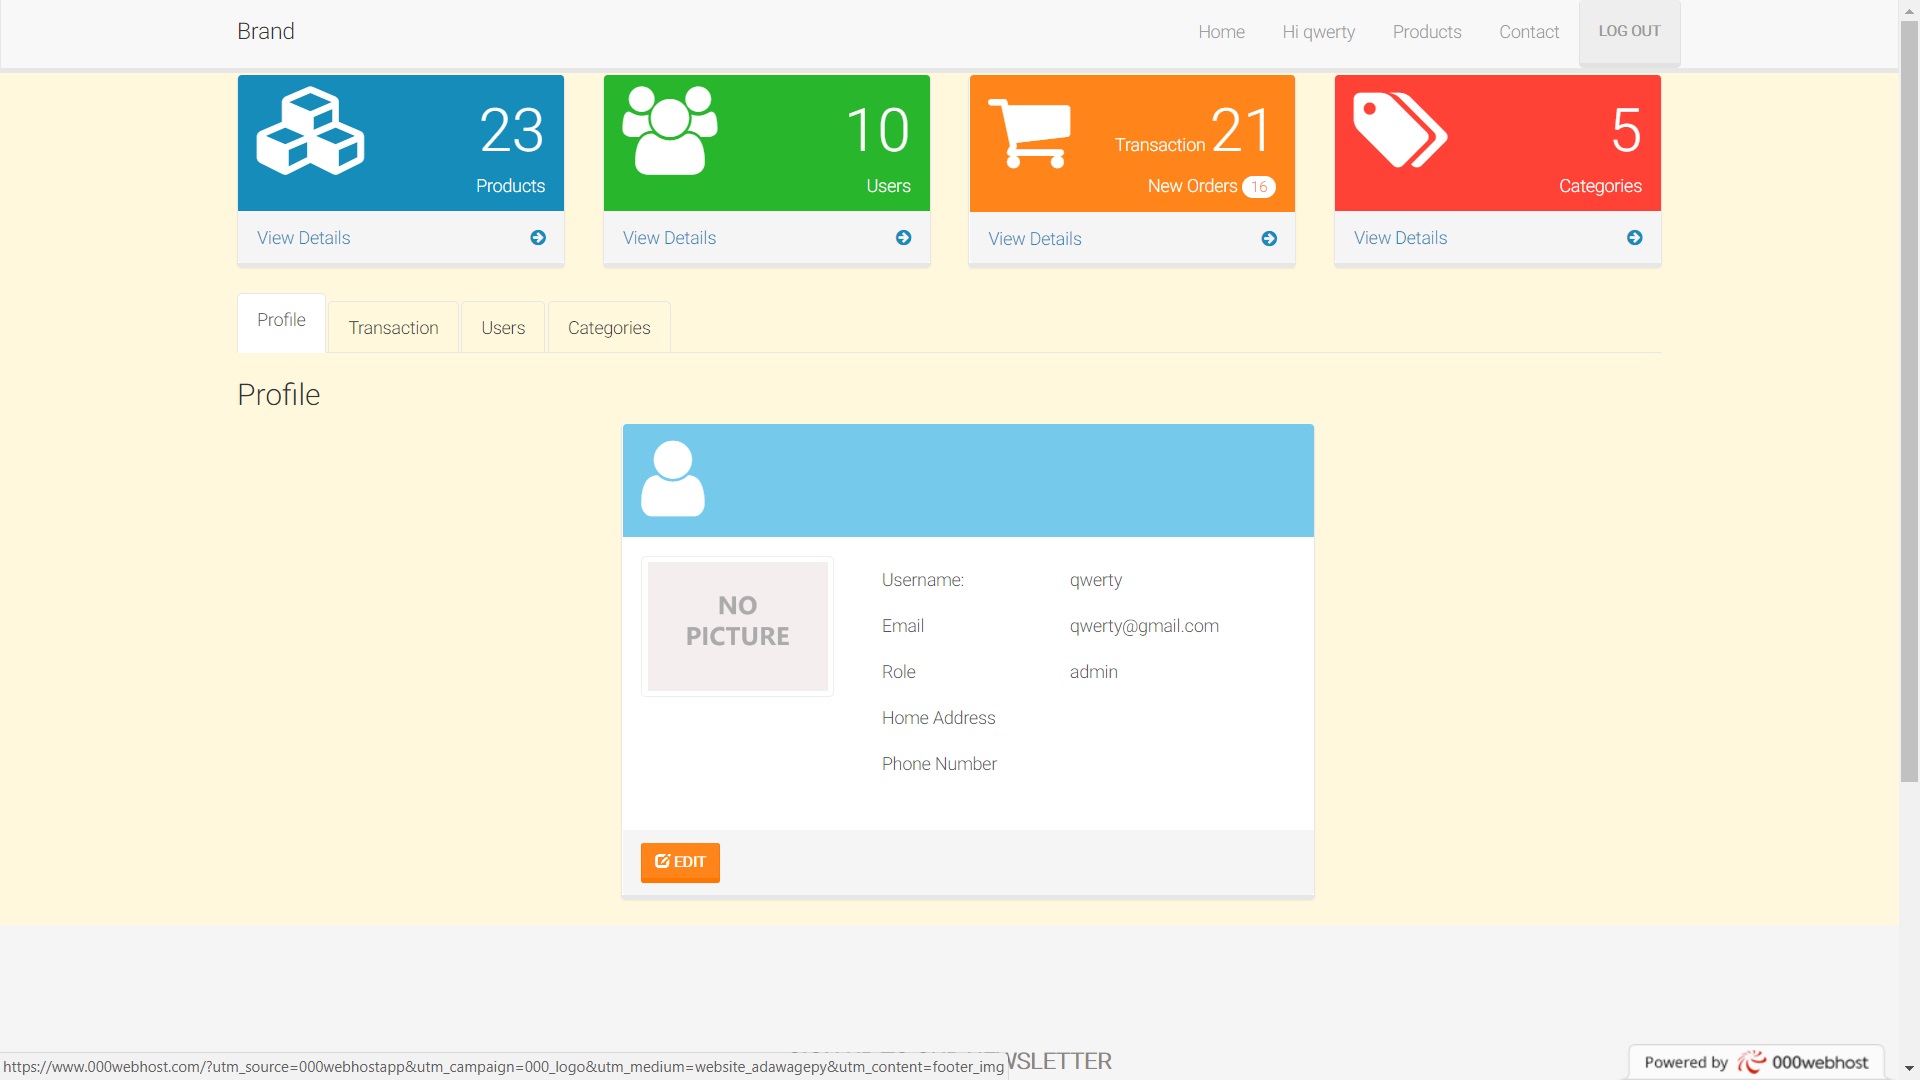 Brand
Home Hi qwerty Products Contact LOG OUT
23
Products
View Details
10
Users
View Details
Transaction 21
New Orders 16
View Details
5
Categories
View Details
Profile Transaction Users Categories
Profile
NO
PICTURE
Username: qwerty
Email qwerty@gmail.com
Role admin
Home Address
Phone Number
EDIT
https://www.000webhost.com/?utm_source=000webhostapp&utm_campaign=000_logo&utm_medium=website_adawagepy&utm_content=footer_img
Powered by 000webhost